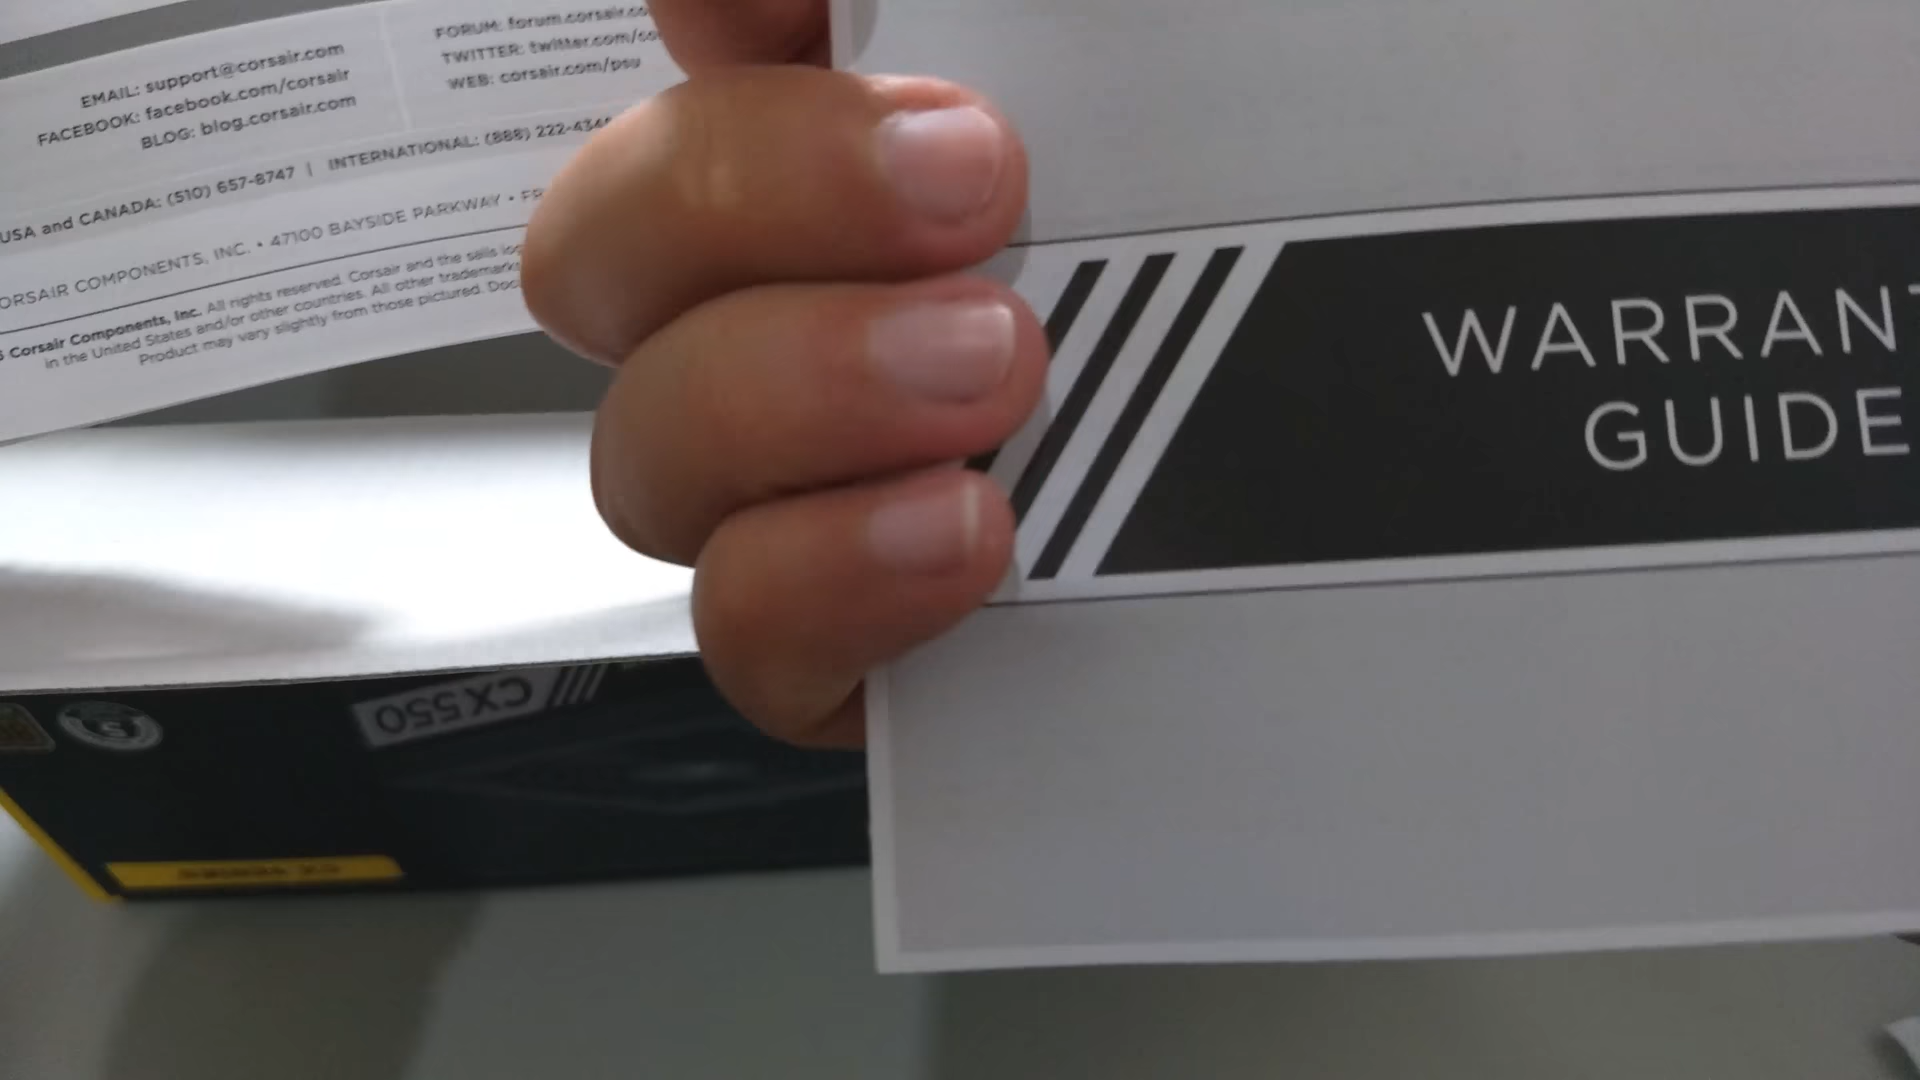 EMAIL: support@corsair.com
FACEBOOK: facebook.com/corsair
BLOG: blog.corsair.com
FORUM: forum.corsair.co
TWITTER: twitter.com/co
WEB: corsair.com/psu
USA and CANADA: (510) 657-8747 | INTERNATIONAL: (888) 222-434
ORSAIR COMPONENTS, INC. • 47100 BAYSIDE PARKWAY • FR
Corsair Components, Inc. All rights reserved. Corsair and the sails log
in the United States and/or other countries. All other trademarks
Product may vary slightly from those pictured. Doc
WARRANT
GUIDE
CX550